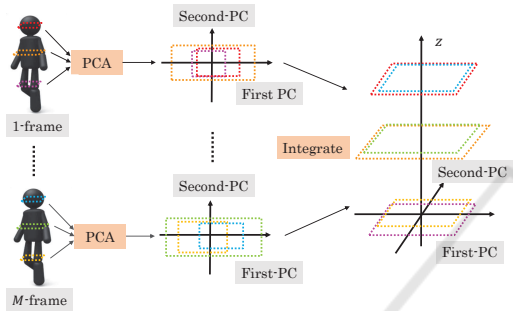 Second-PC
PCA
First PC
1-frame
z
Integrate
Second-PC
Second-PC
PCA
First-PC
First-PC
M-frame